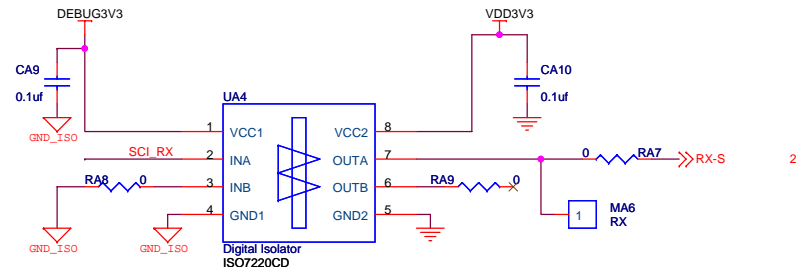 DEBUG3V3
VDD3V3
CA9
0.1uf
GND_ISO
CA10
0.1uf
UA4
1 VCC1 VCC2 8
SCI_RX 2 INA OUTA 7 0 RA7 RX-S 2
RA8 0 3 INB OUTB 6 RA9 0
4 GND1 GND2 5
1 MA6
RX
GND_ISO
GND_ISO
Digital Isolator
ISO7220CD